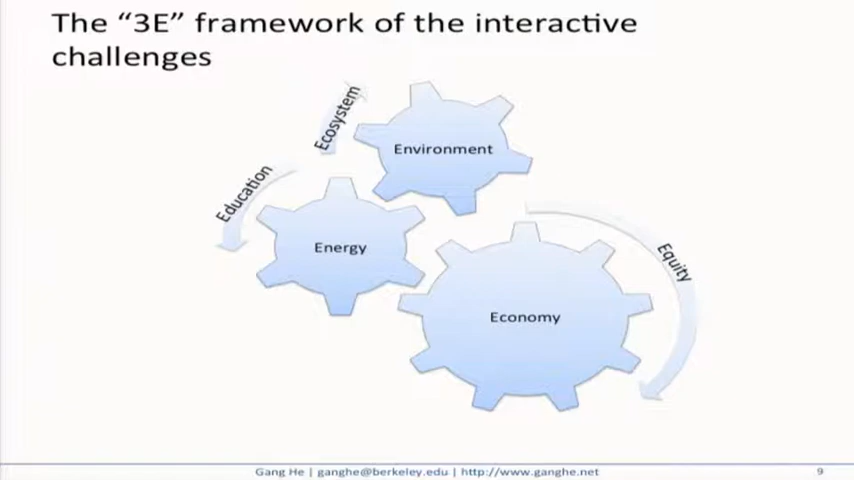 The “3E” framework of the interactive
challenges
Ecosystem
Environment
Education
Energy
Equity
Economy
Gang He | ganghe@berkeley.edu | http://www.ganghe.net
9